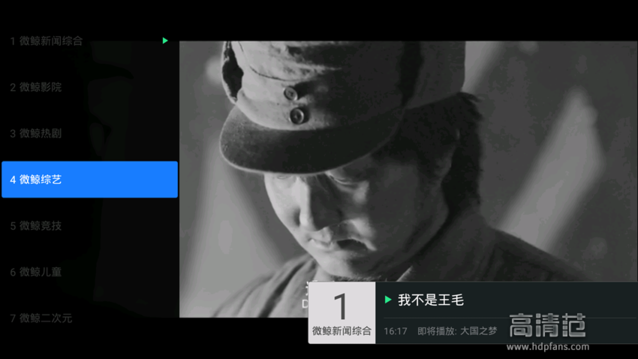 1 微鲸新闻综合
2 微鲸影院
3 微鲸热剧
4 微鲸综艺
5 微鲸竞技
6 微鲸儿童
7 微鲸二次元
1
微鲸新闻综合
我不是王毛
16:17 即将播放: 大国之梦
高清范
www.hdpfans.com